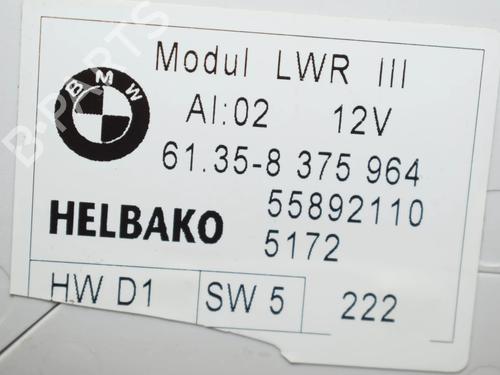 BMW
Modul LWR III
AI:02 12V
61.35-8 375 964
55892110
HELBAKO
5172
HW D1 SW 5 222
B-PARTS